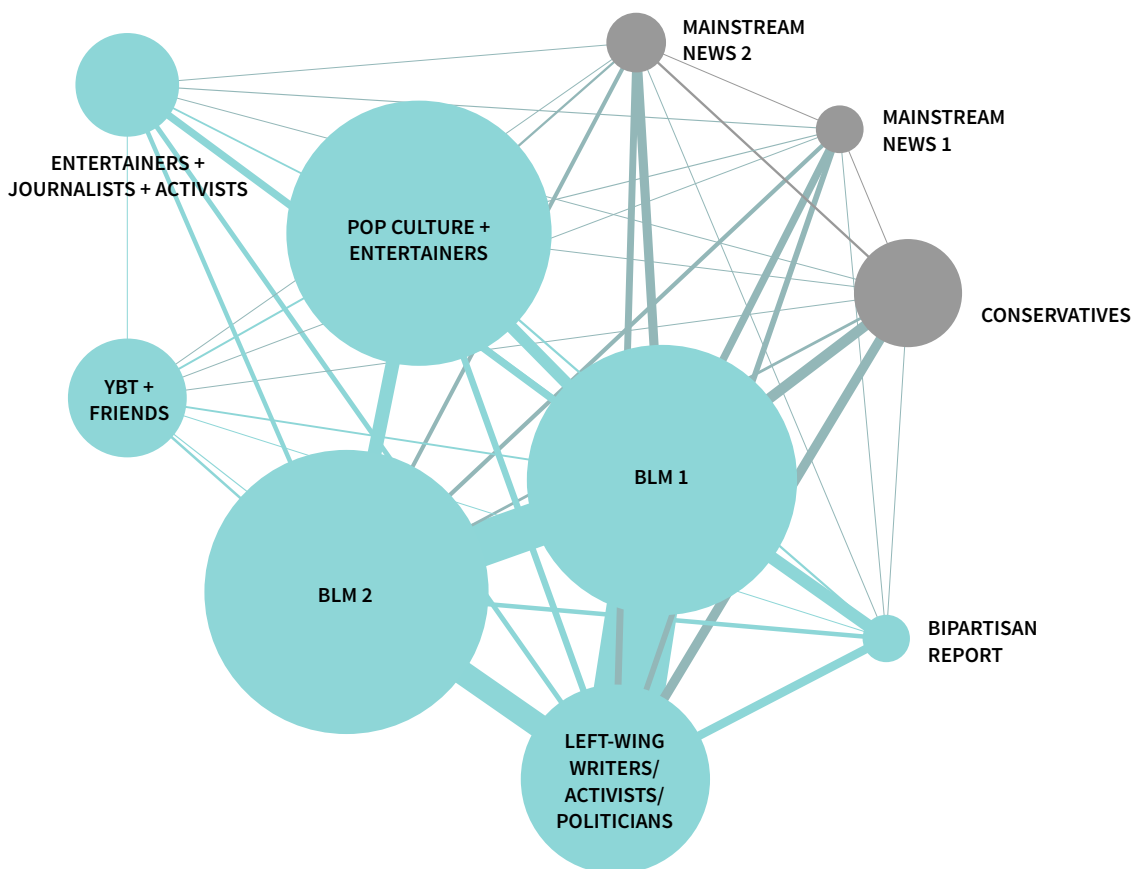 MAINSTREAM
NEWS 2
MAINSTREAM
NEWS 1
ENTERTAINERS +
JOURNALISTS + ACTIVISTS
POP CULTURE +
ENTERTAINERS
CONSERVATIVES
YBT +
FRIENDS
BLM 1
BLM 2
BIPARTISAN
REPORT
LEFT-WING
WRITERS/
ACTIVISTS/
POLITICIANS